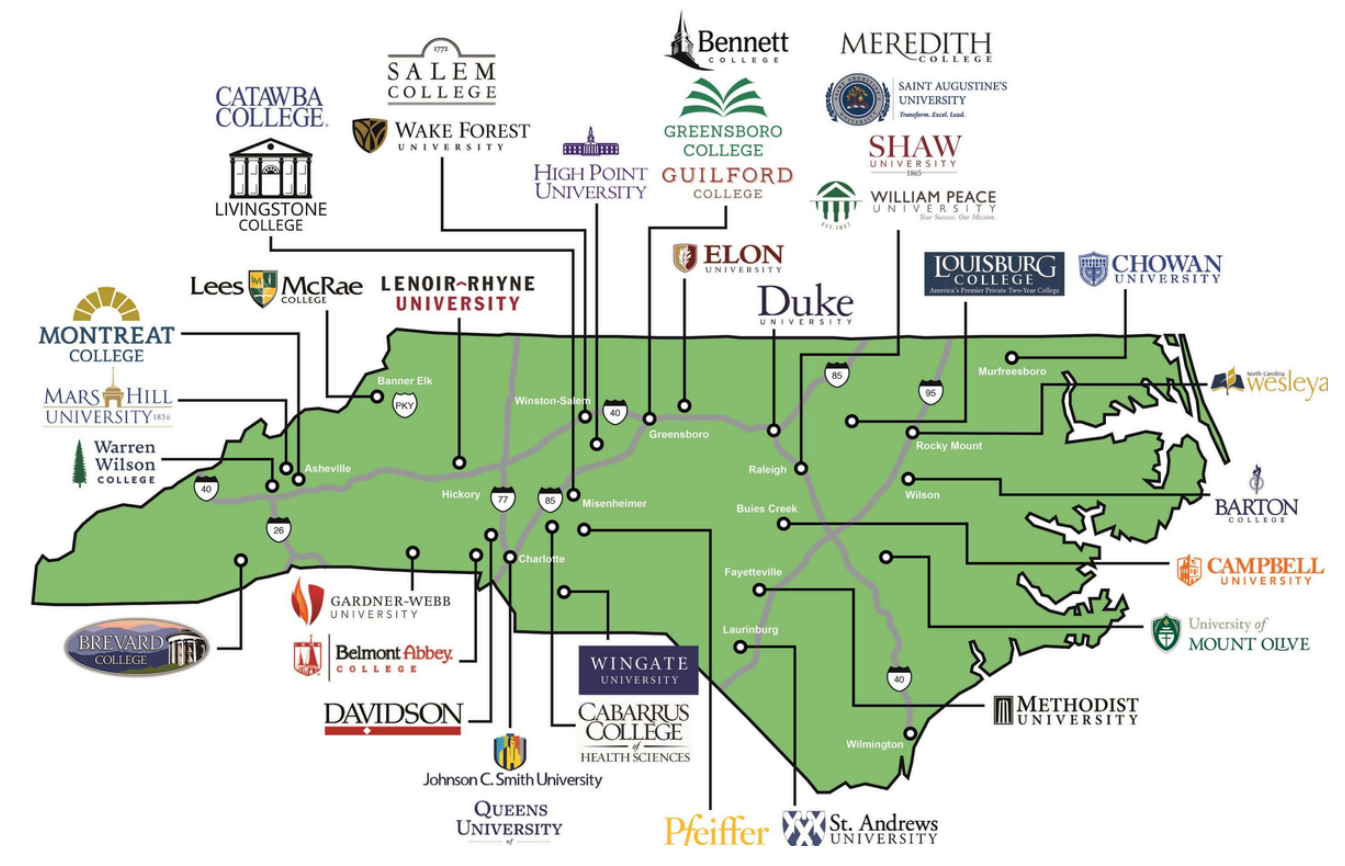 Bennett
COLLEGE
MEREDITH
COLLEGE
1772
SALEM
COLLEGE
CATAWBA
COLLEGE
GREENSBORO
COLLEGE
SAINT AUGUSTINE'S
UNIVERSITY
Transform. Excel. Lead.
WAKE FOREST
UNIVERSITY
HIGH POINT
UNIVERSITY
GUILFORD
COLLEGE
SHAW
UNIVERSITY
1865
WILLIAM PEACE
UNIVERSITY
Your Success. Our Mission.
EST. 1857
LIVINGSTONE
COLLEGE
Lees McRae
COLLEGE
LENOIR-RHYNE
UNIVERSITY
ELON
UNIVERSITY
Duke
UNIVERSITY
LOUISBURG
COLLEGE
America's Premier Private Two-Year College
CHOWAN
UNIVERSITY
MONTREAT
COLLEGE
MARS HILL
UNIVERSITY 1856
Warren
Wilson
COLLEGE
North Carolina
wesleya
Banner Elk
PKY
Winston-Salem
40
Greensboro
85
95
Murfreesboro
Rocky Mount
Asheville
40
26
Hickory
77
85
Misenheimer
Raleigh
Wilson
Buies Creek
Charlotte
Fayetteville
Laurinburg
40
Wilmington
BARTON
COLLEGE
CAMPBELL
UNIVERSITY
University of
MOUNT OLIVE
METHODIST
UNIVERSITY
BREVARD
COLLEGE
GARDNER-WEBB
UNIVERSITY
Belmont Abbey
COLLEGE
DAVIDSON
WINGATE
UNIVERSITY
CABARRUS
COLLEGE
of
HEALTH SCIENCES
Johnson C. Smith University
QUEENS
UNIVERSITY
of
Pfeiffer
St. Andrews
UNIVERSITY